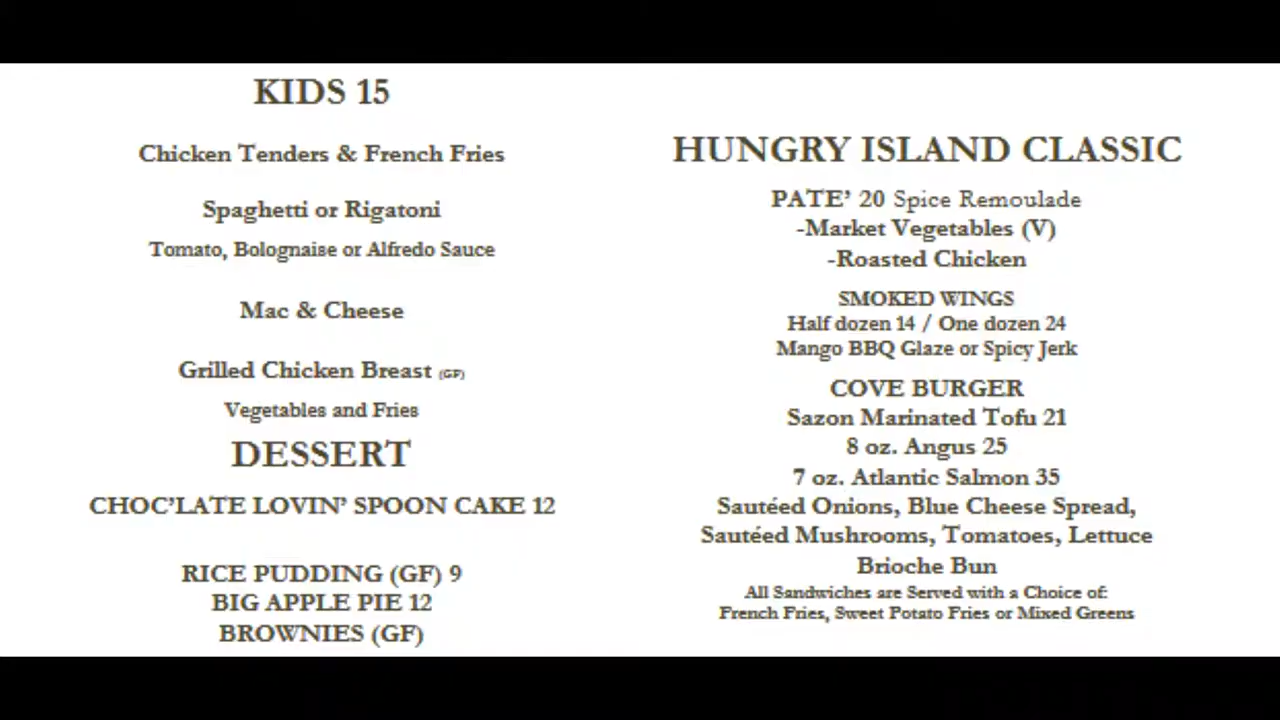 KIDS 15
Chicken Tenders & French Fries
Spaghetti or Rigatoni
Tomato, Bolognaise or Alfredo Sauce
Mac & Cheese
Grilled Chicken Breast (GF)
Vegetables and Fries
DESSERT
CHOC’LATE LOVIN’ SPOON CAKE 12
RICE PUDDING (GF) 9
BIG APPLE PIE 12
BROWNIES (GF)
HUNGRY ISLAND CLASSIC
PATE’ 20 Spice Remoulade
-Market Vegetables (V)
-Roasted Chicken
SMOKED WINGS
Half dozen 14 / One dozen 24
Mango BBQ Glaze or Spicy Jerk
COVE BURGER
Sazon Marinated Tofu 21
8 oz. Angus 25
7 oz. Atlantic Salmon 35
Sautéed Onions, Blue Cheese Spread,
Sautéed Mushrooms, Tomatoes, Lettuce
Brioche Bun
All Sandwiches are Served with a Choice of:
French Fries, Sweet Potato Fries or Mixed Greens